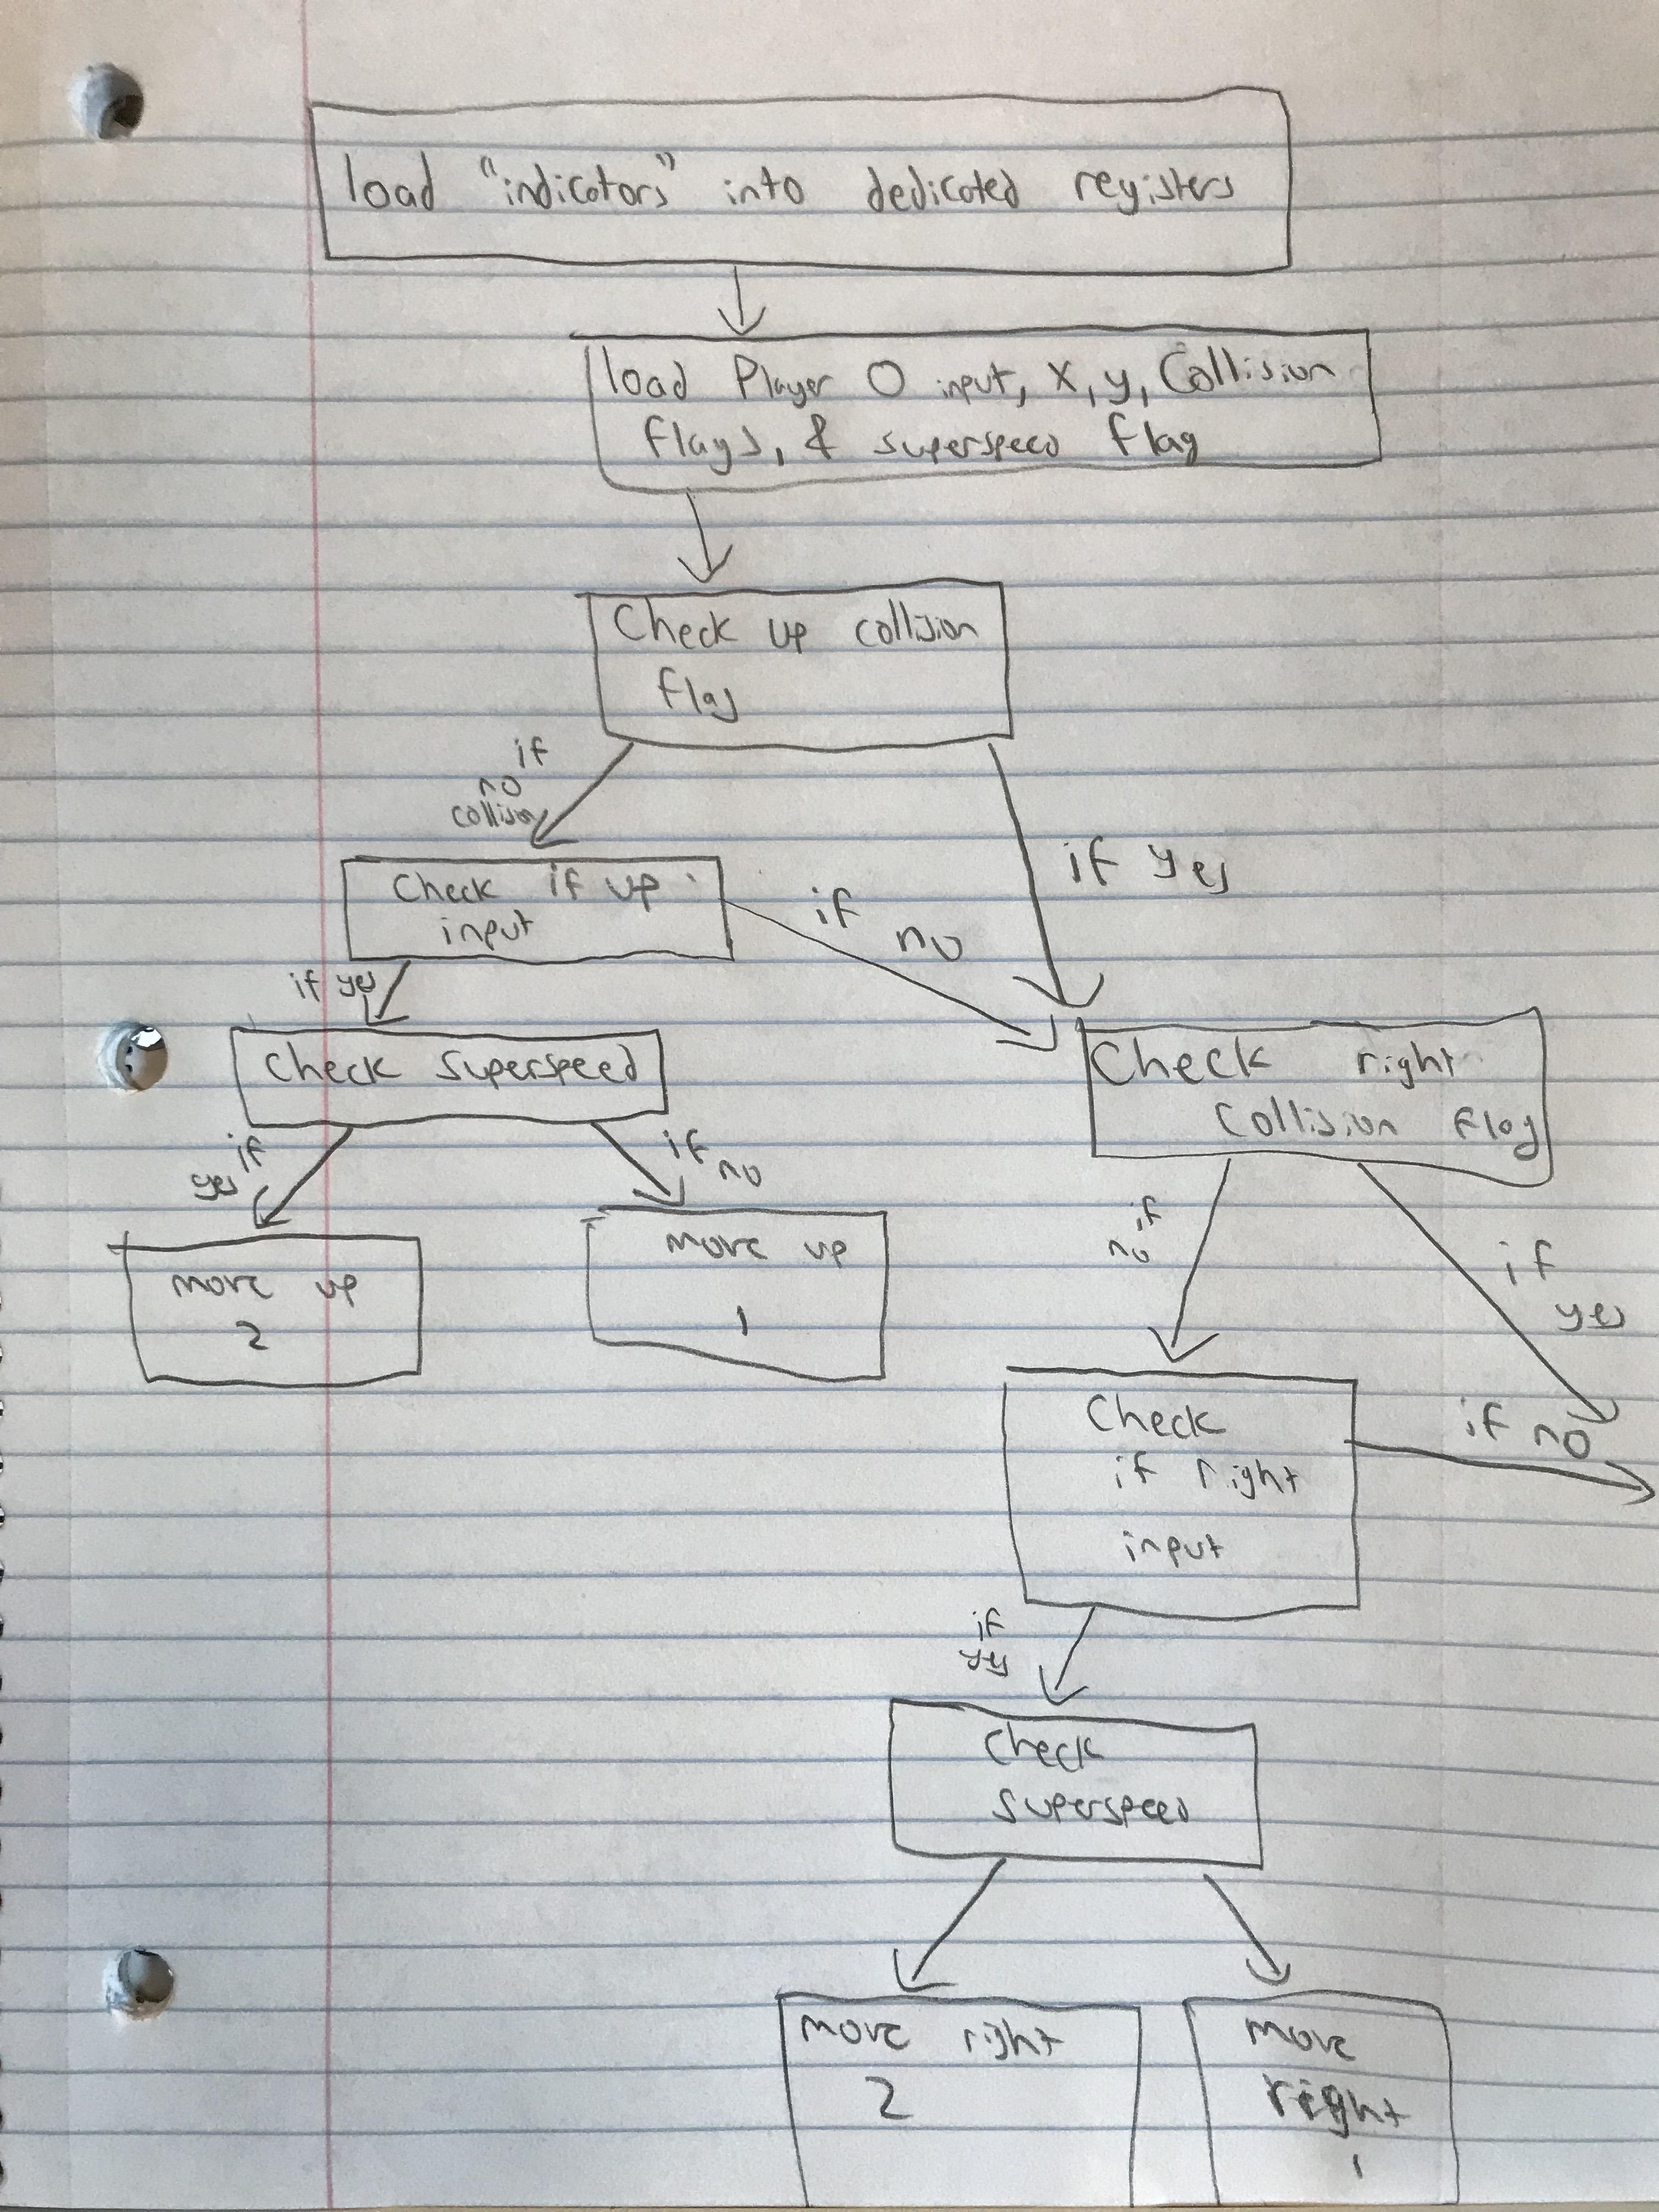 load "indicators" into dedicated registers
load Player 0 input, x, y, Collision
flags, & superspeed flag
Check up collision
flag
if
no
collision
if yes
Check if up
input
if
no
if yes
Check superspeed
Check right
Collision flag
if
yes
if
no
move up
2
move up
1
if
no
if
yes
Check
if right
input
if no
if
yes
Check
superspeed
move right
2
move
right
1